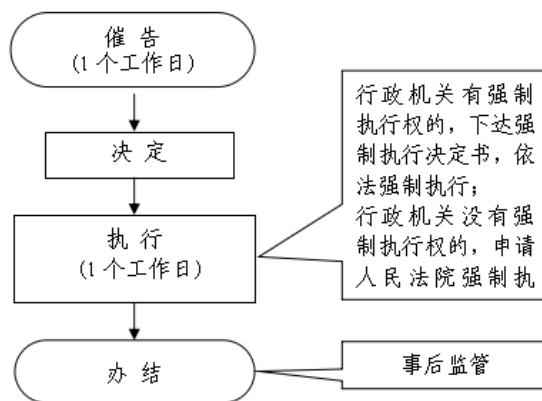 催 告
(1 个工作日)
决 定
执 行
(1 个工作日)
办 结
行政机关有强制
执行权的，下达强
制执行决定书，依
法强制执行；
行政机关没有强
制执行权的，申请
人民法院强制执
事后监管